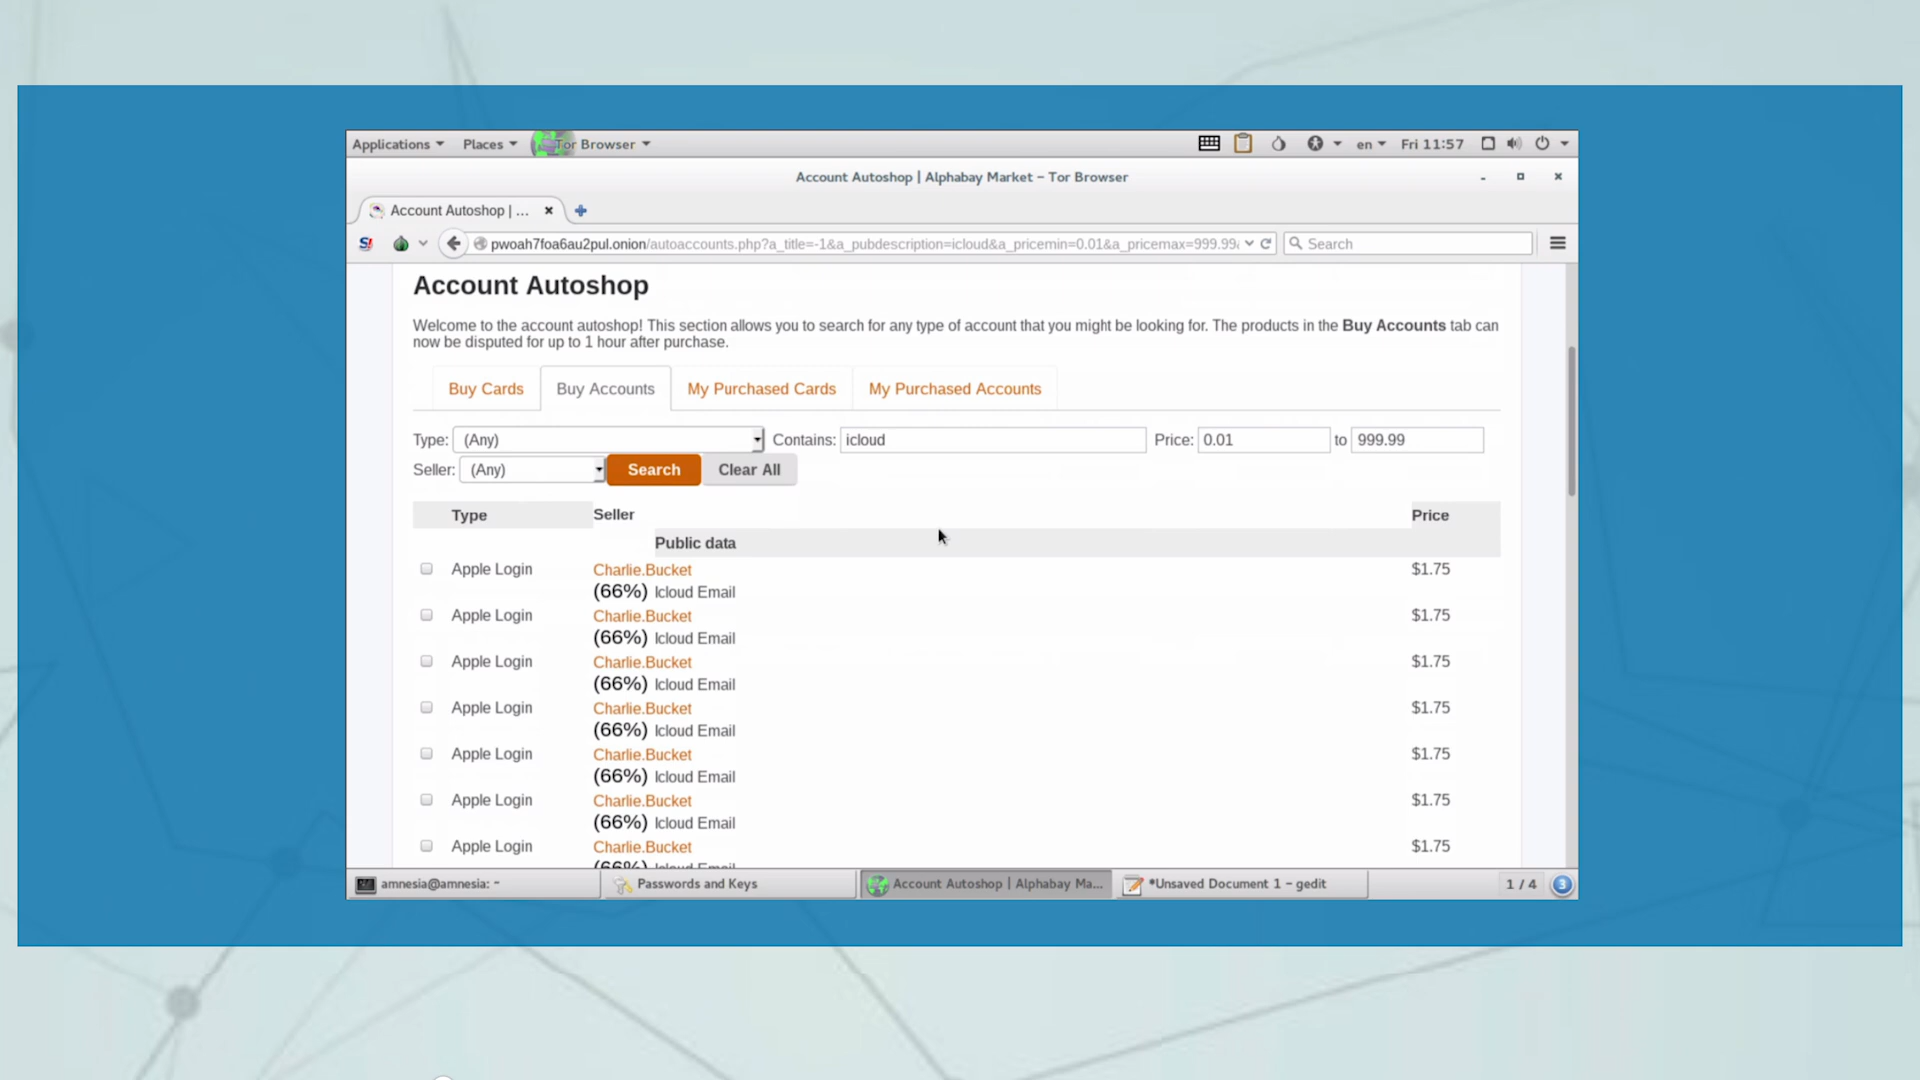 Applications Places Tor Browser en Fri 11:57
Account Autoshop | Alphabay Market – Tor Browser
Account Autoshop | ...
S! pwoah7foa6au2pul.onion/autoaccounts.php?a_title=-1&a_pubdescription=icloud&a_pricemin=0.01&a_pricemax=999.99& Search
Account Autoshop
Welcome to the account autoshop! This section allows you to search for any type of account that you might be looking for. The products in the Buy Accounts tab can
now be disputed for up to 1 hour after purchase.
Buy Cards Buy Accounts My Purchased Cards My Purchased Accounts
Type: (Any) Contains: icloud Price: 0.01 to 999.99
Seller: (Any) Search Clear All
Type Seller Price
Public data
Apple Login Charlie.Bucket $1.75
(66%) Icloud Email
Apple Login Charlie.Bucket $1.75
(66%) Icloud Email
Apple Login Charlie.Bucket $1.75
(66%) Icloud Email
Apple Login Charlie.Bucket $1.75
(66%) Icloud Email
Apple Login Charlie.Bucket $1.75
(66%) Icloud Email
Apple Login Charlie.Bucket $1.75
(66%) Icloud Email
Apple Login Charlie.Bucket $1.75
(66%) Icloud Email
amnesia@amnesia: ~ Passwords and Keys Account Autoshop | Alphabay Ma... *Unsaved Document 1 – gedit 1 / 4 3